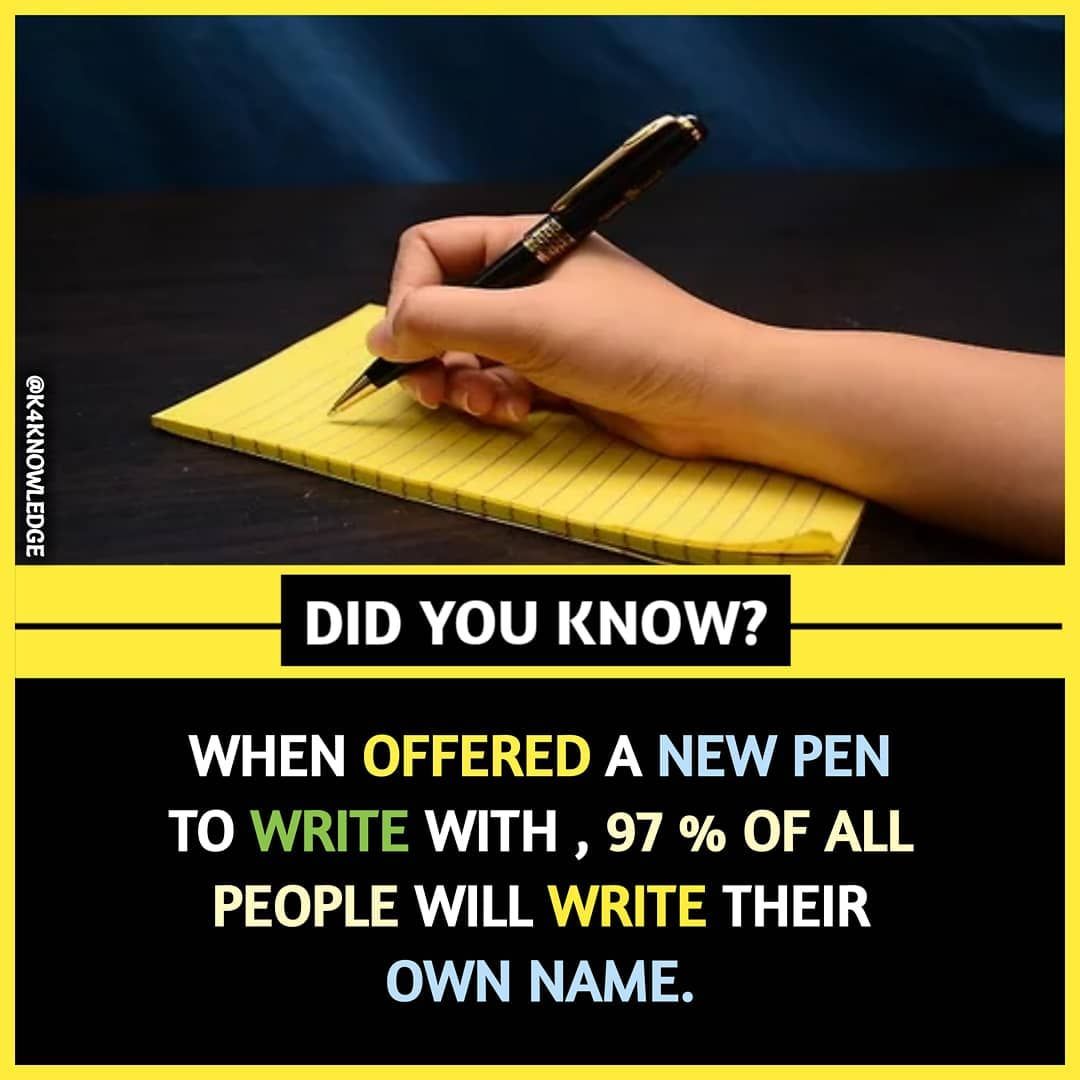 @K4KNOWLEDGE
DID YOU KNOW?
WHEN OFFERED A NEW PEN
TO WRITE WITH , 97 % OF ALL
PEOPLE WILL WRITE THEIR
OWN NAME.